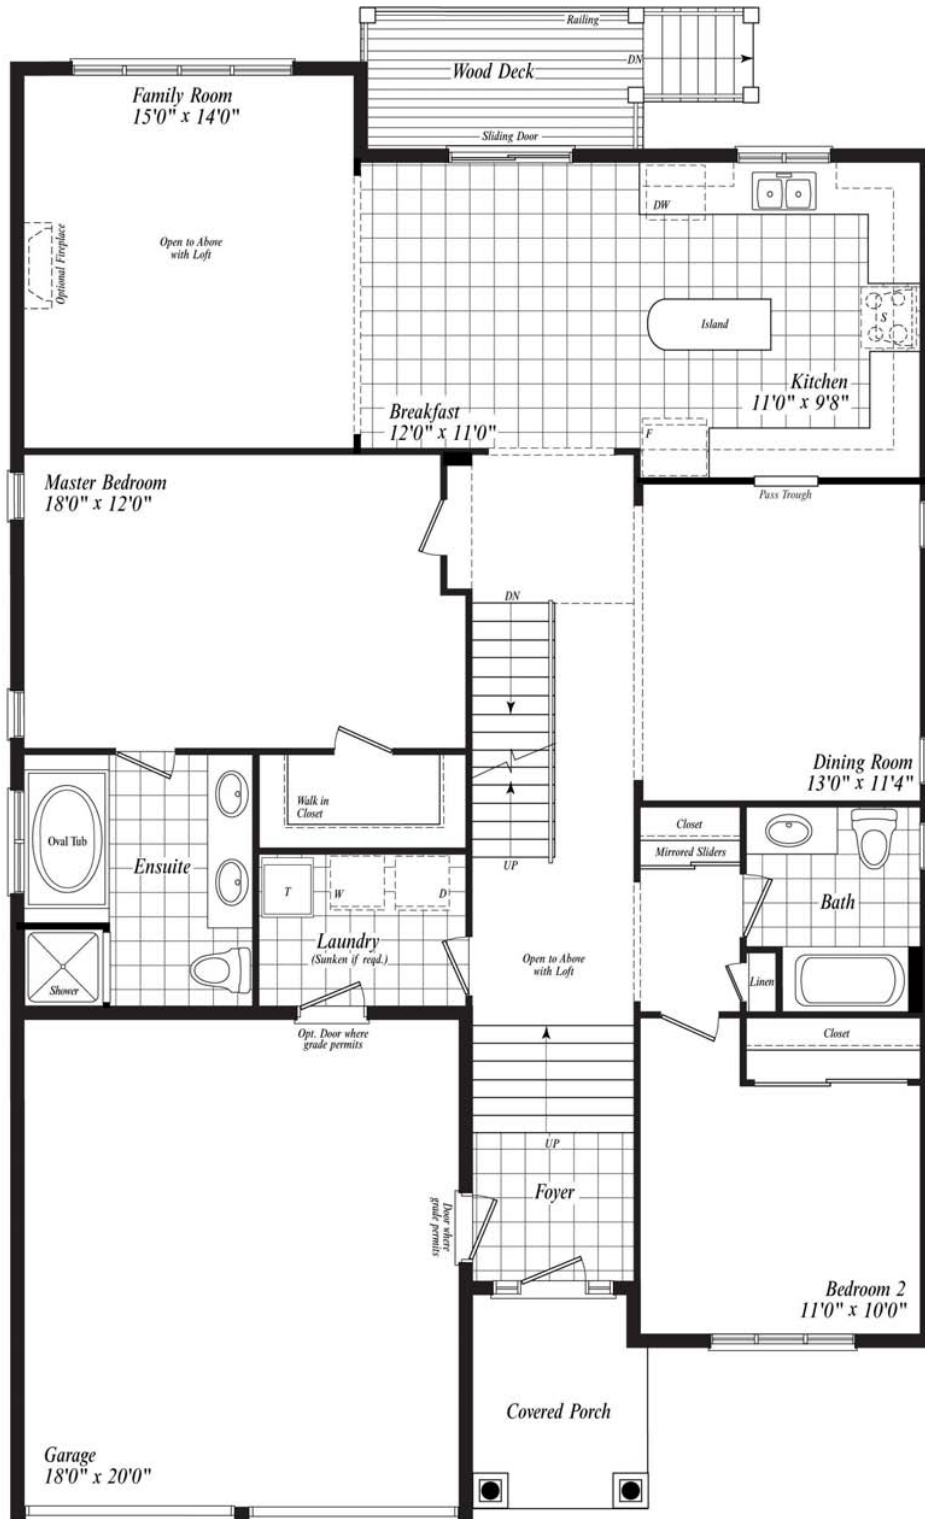 Railing
DN
Wood Deck
Sliding Door
Family Room
15'0" x 14'0"
Open to Above
with Loft
Optional Fireplace
DW
Island
S
Kitchen
11'0" x 9'8"
Breakfast
12'0" x 11'0"
F
Pass Trough
Master Bedroom
18'0" x 12'0"
DN
Dining Room
13'0" x 11'4"
Walk in
Closet
Oval Tub
Ensuite
Shower
UP
T
W
D
Laundry
(Sunken if reqd.)
Opt. Door where
grade permits
Closet
Mirrored Sliders
Bath
Linen
Open to Above
with Loft
Closet
UP
Foyer
Door where
grade permits
Bedroom 2
11'0" x 10'0"
Covered Porch
Garage
18'0" x 20'0"